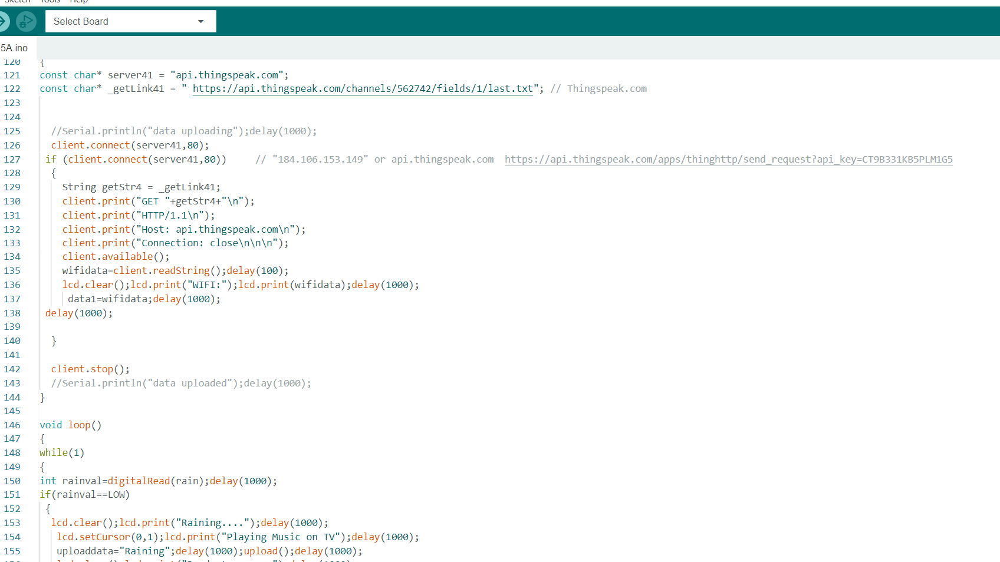 Sketch Tools Help
Select Board
5A.ino
120 {
121 const char* server41 = "api.thingspeak.com";
122 const char* _getLink41 = " https://api.thingspeak.com/channels/562742/fields/1/last.txt"; // Thingspeak.com
123
124
125 //Serial.println("data uploading");delay(1000);
126 client.connect(server41,80);
127 if (client.connect(server41,80)) // "184.106.153.149" or api.thingspeak.com https://api.thingspeak.com/apps/thinghttp/send_request?api_key=CT9B331KB5PLM1G5
128 {
129 String getStr4 = _getLink41;
130 client.print("GET "+getStr4+"\n");
131 client.print("HTTP/1.1\n");
132 client.print("Host: api.thingspeak.com\n");
133 client.print("Connection: close\n\n\n");
134 client.available();
135 wifidata=client.readString();delay(100);
136 lcd.clear();lcd.print("WIFI:");lcd.print(wifidata);delay(1000);
137 data1=wifidata;delay(1000);
138 delay(1000);
139
140 }
141
142 client.stop();
143 //Serial.println("data uploaded");delay(1000);
144 }
145
146 void loop()
147 {
148 while(1)
149 {
150 int rainval=digitalRead(rain);delay(1000);
151 if(rainval==LOW)
152 {
153 lcd.clear();lcd.print("Raining....");delay(1000);
154 lcd.setCursor(0,1);lcd.print("Playing Music on TV");delay(1000);
155 uploaddata="Raining";delay(1000);upload();delay(1000);